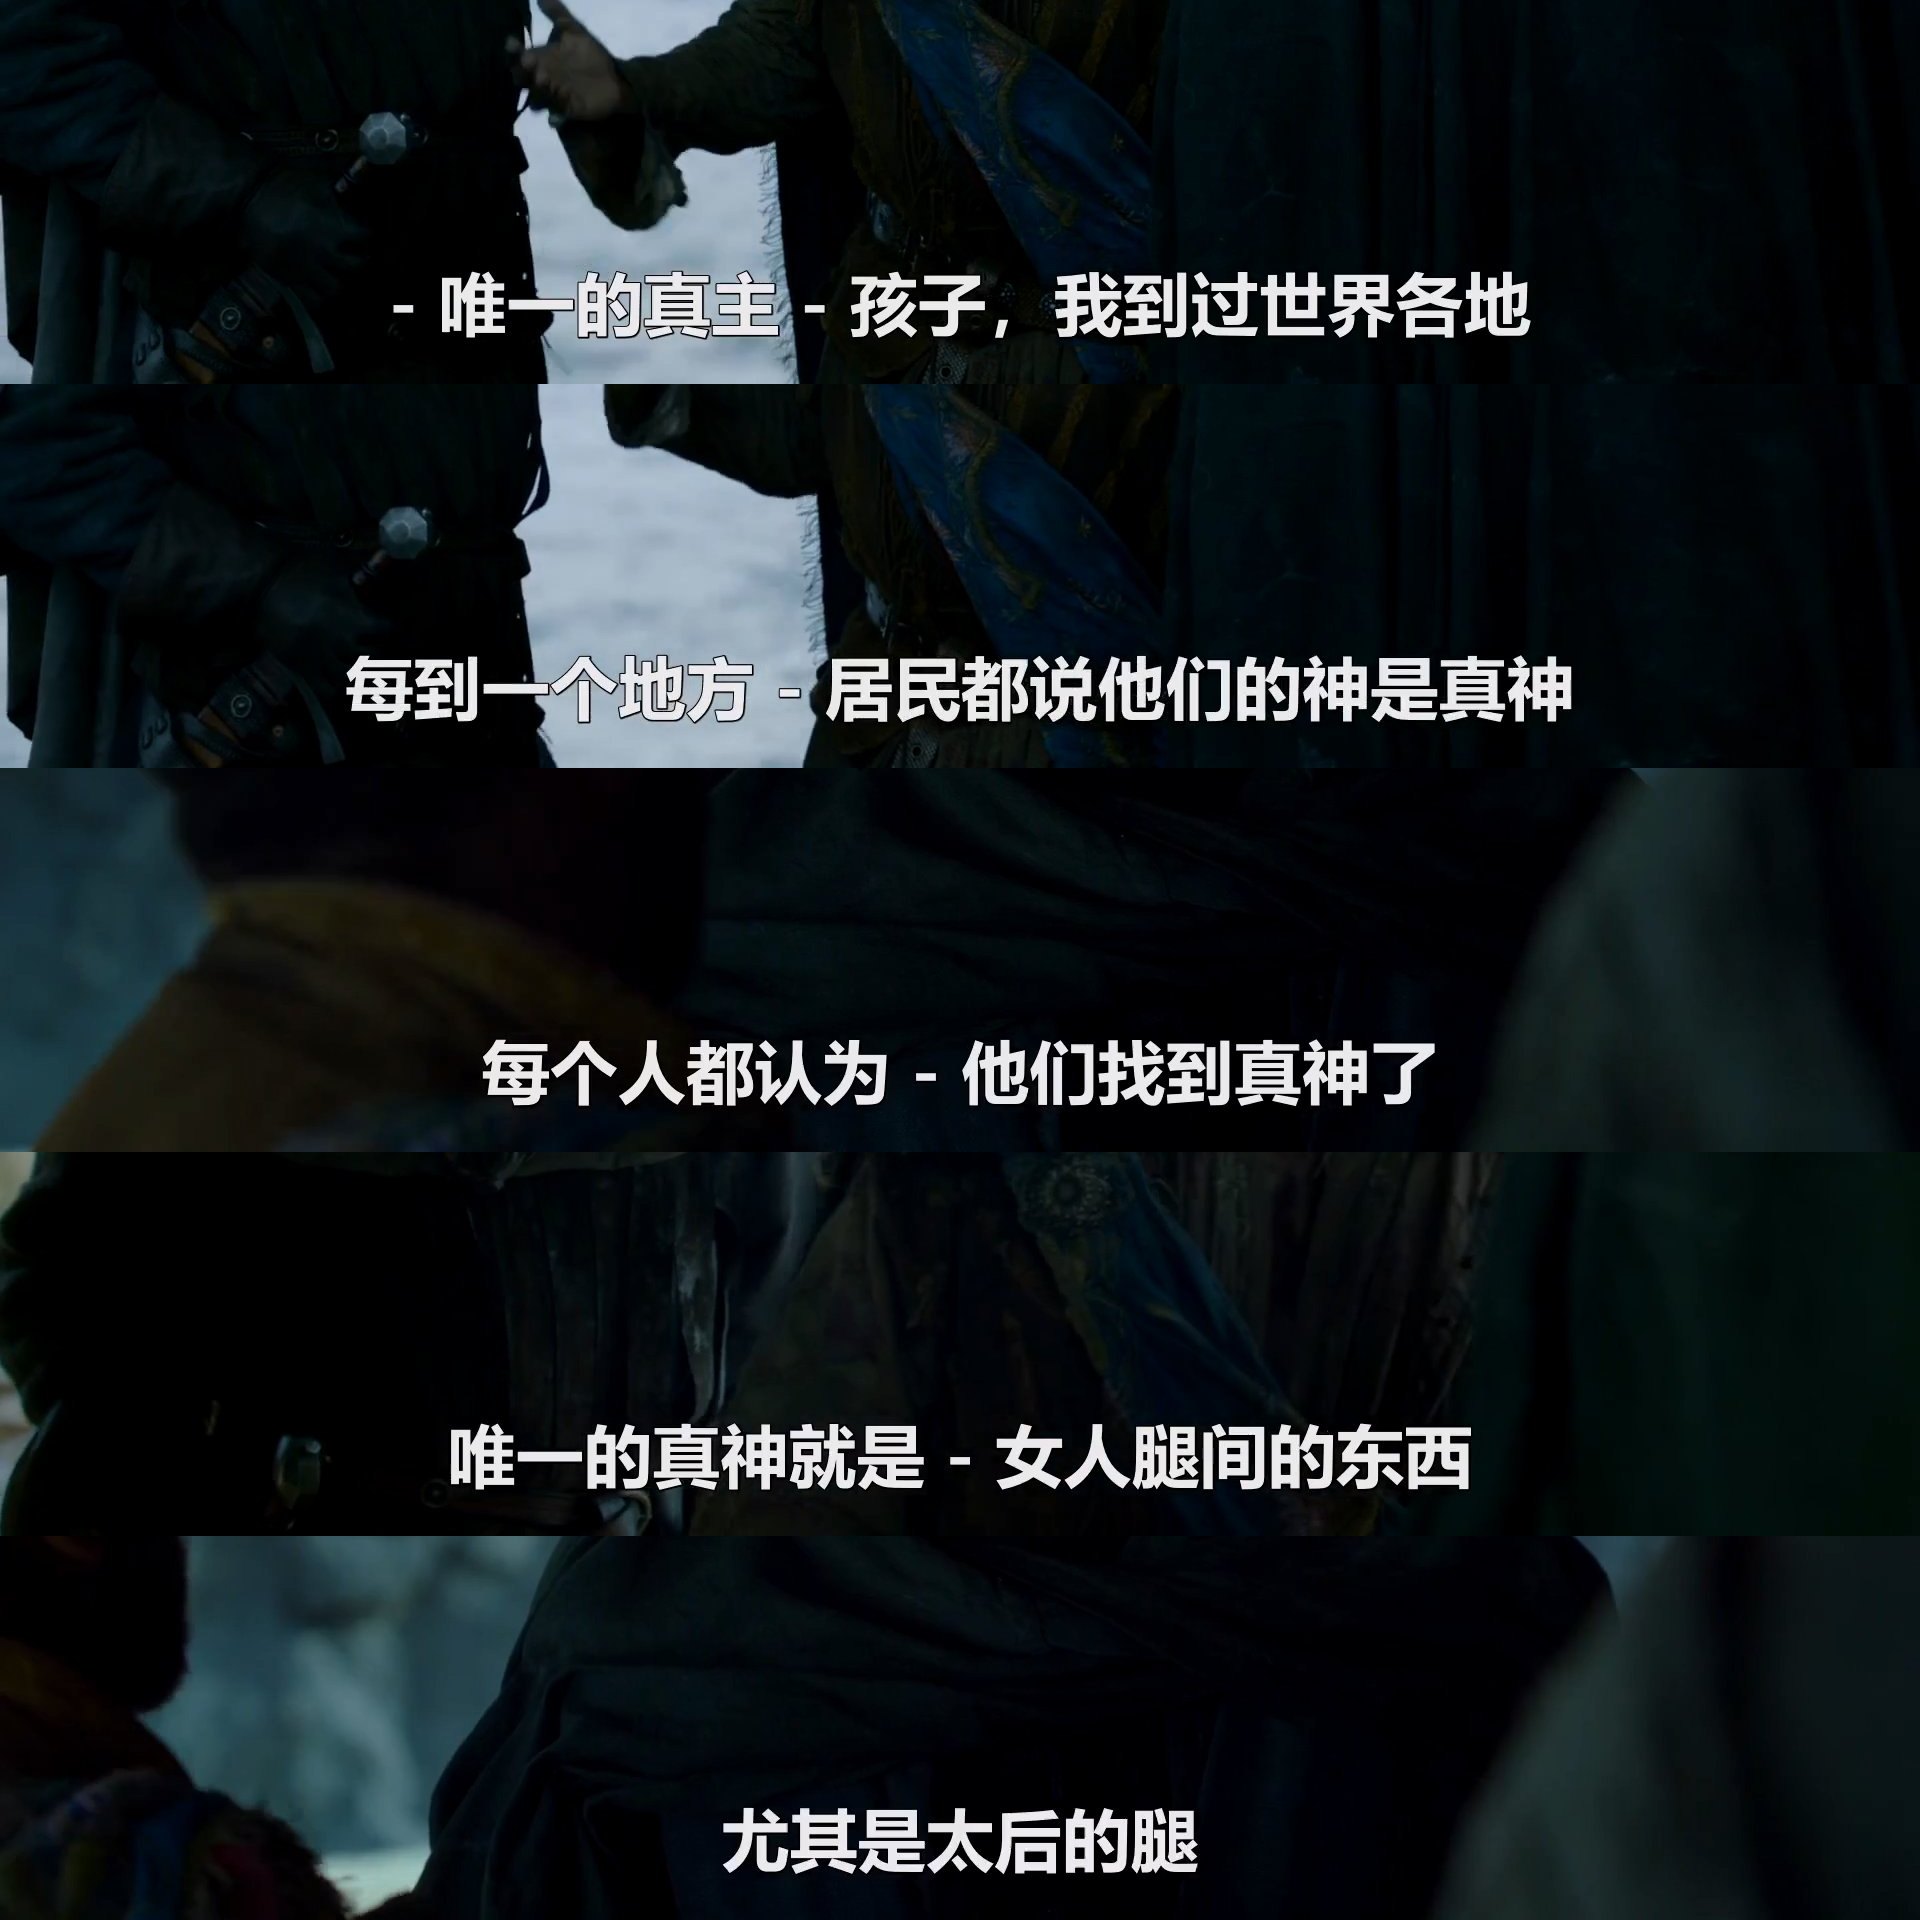 - 唯一的真主 - 孩子，我到过世界各地
每到一个地方 - 居民都说他们的神是真神
每个人都认为 - 他们找到真神了
唯一的真神就是 - 女人腿间的东西
尤其是太后的腿